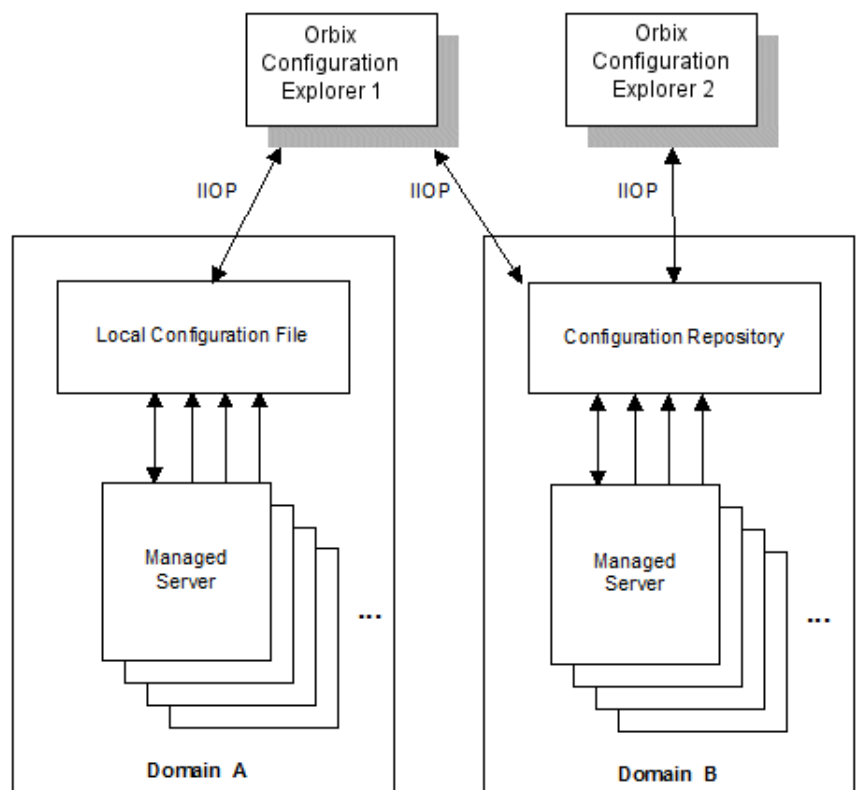 Orbix
Configuration
Explorer 1
Orbix
Configuration
Explorer 2
IIOP
IIOP
IIOP
Local Configuration File
Configuration Repository
Managed
Server
...
Managed
Server
...
Domain A
Domain B